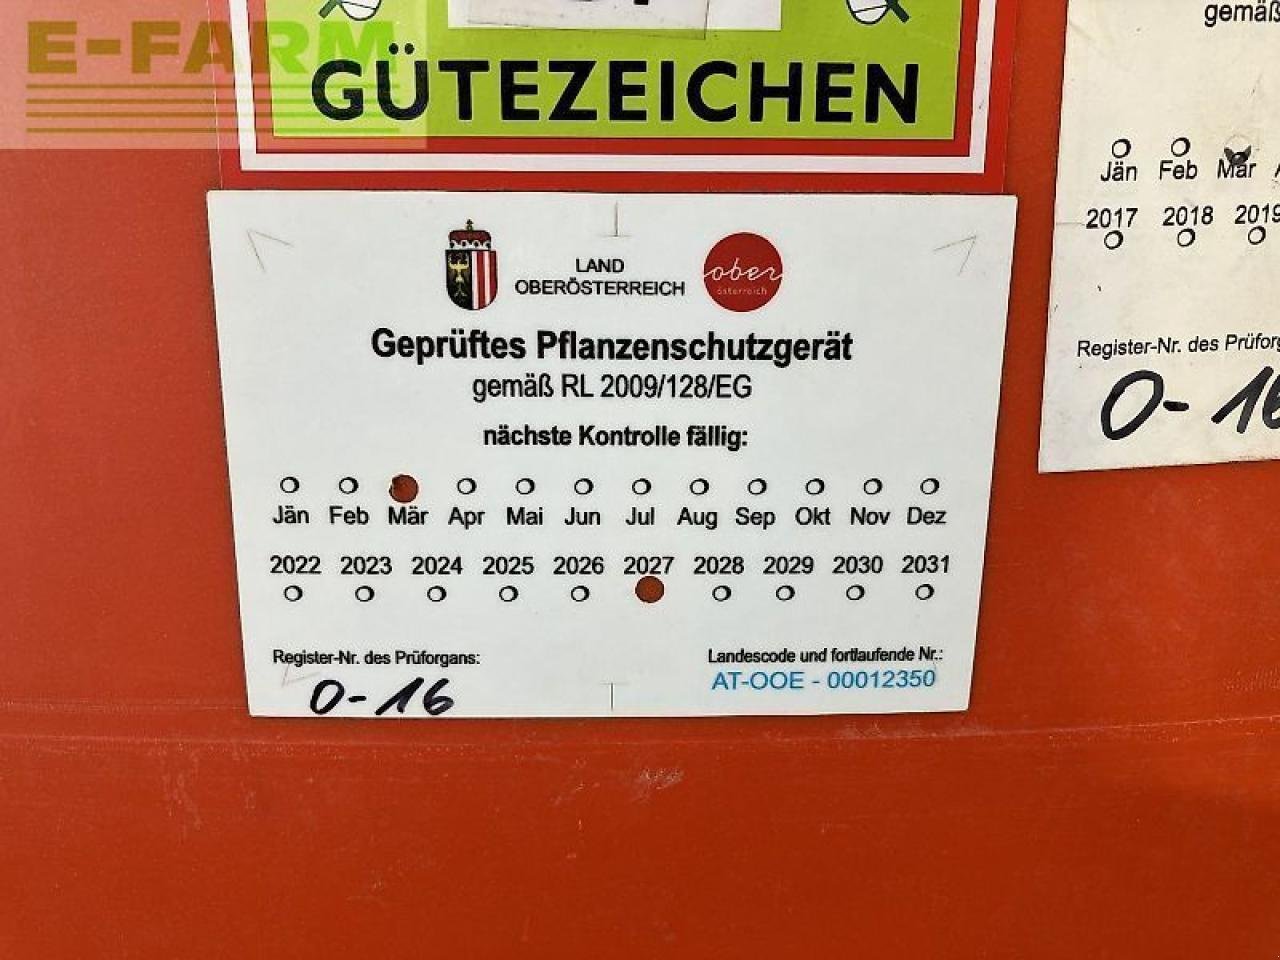 E-FARM
GÜTEZEICHEN
LAND
OBERÖSTERREICH
ober
österreich
Geprüftes Pflanzenschutzgerät
gemäß RL 2009/128/EG
nächste Kontrolle fällig:
Jän Feb Mär Apr Mai Jun Jul Aug Sep Okt Nov Dez
2022 2023 2024 2025 2026 2027 2028 2029 2030 2031
Register-Nr. des Prüforgans:
O-16
Landescode und fortlaufende Nr.:
AT-OOE - 00012350
gemäß
Jän Feb Mär
2017 2018 2019
Register-Nr. des Prüforg
O-16